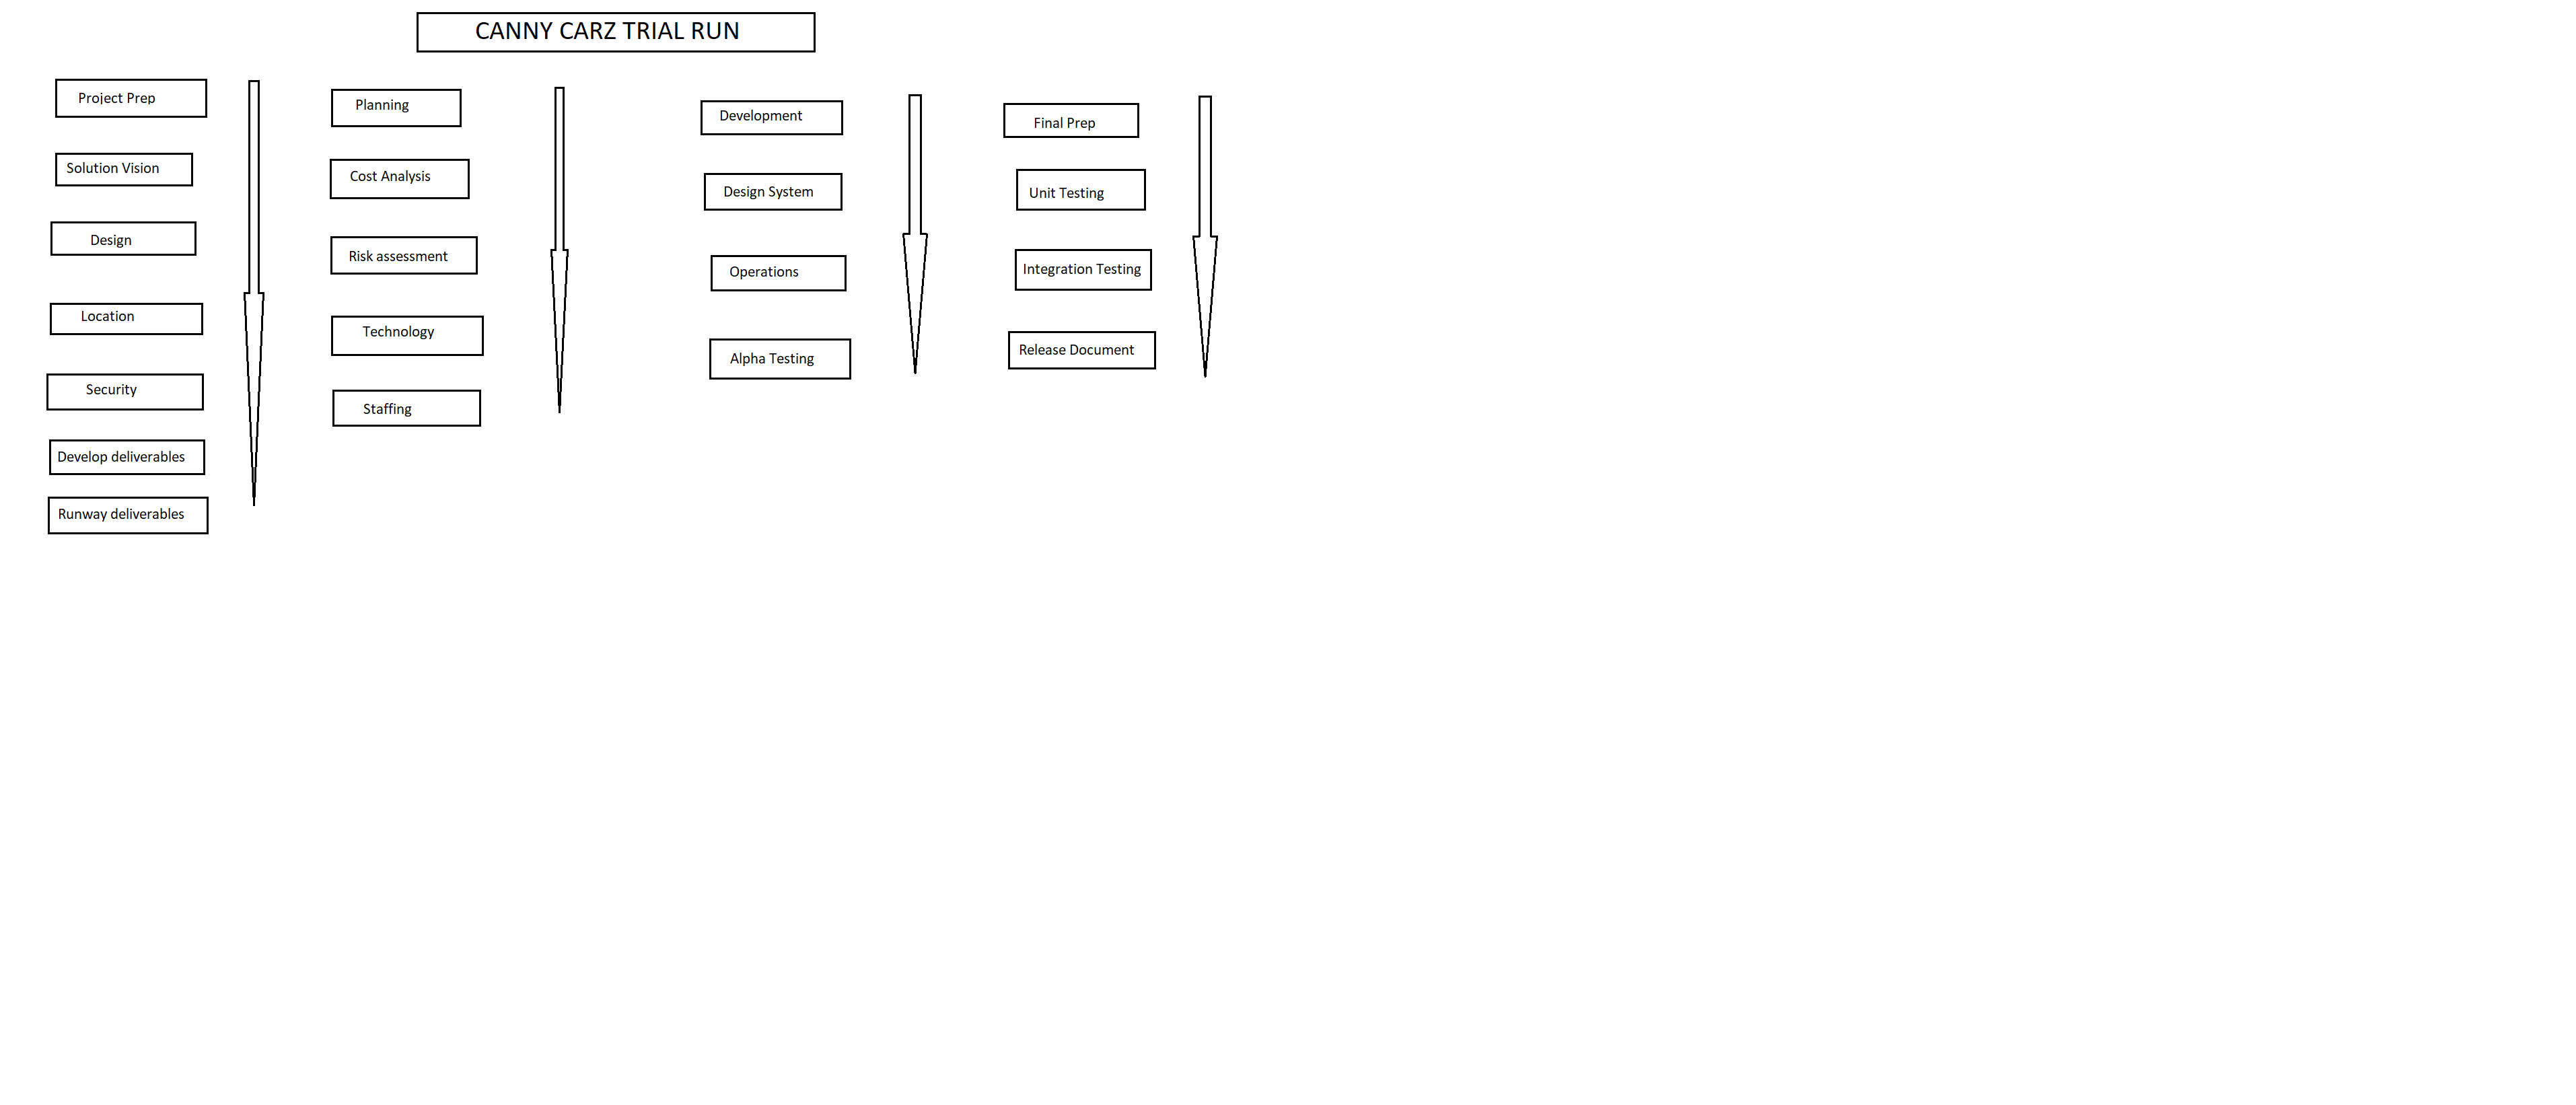 CANNY CARZ TRIAL RUN
Project Prep
Solution Vision
Design
Location
Security
Develop deliverables
Runway deliverables
Planning
Cost Analysis
Risk assessment
Technology
Staffing
Development
Design System
Operations
Alpha Testing
Final Prep
Unit Testing
Integration Testing
Release Document